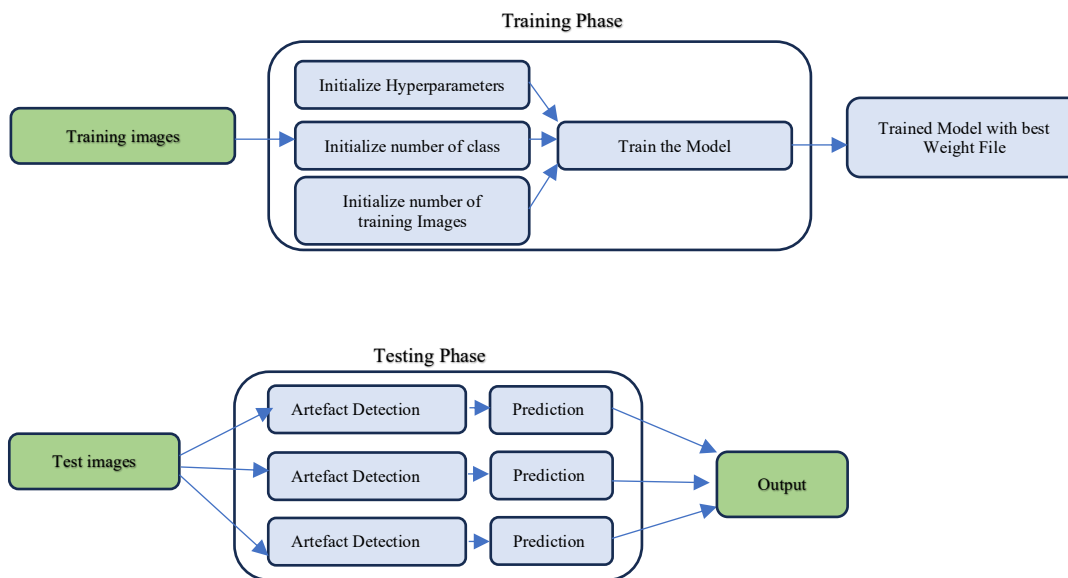 Training Phase
Initialize Hyperparameters
Training images
Initialize number of class
Train the Model
Trained Model with best
Weight File
Initialize number of
training Images
Testing Phase
Artefact Detection
Prediction
Test images
Artefact Detection
Prediction
Output
Artefact Detection
Prediction